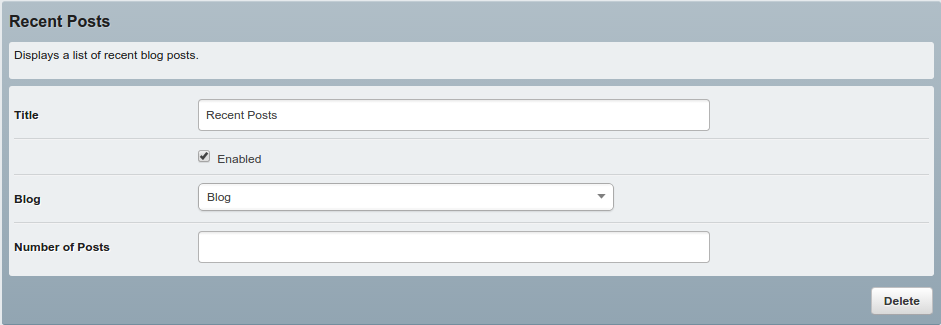 Recent Posts
Displays a list of recent blog posts.
Title Recent Posts
Enabled
Blog Blog
Number of Posts
Delete